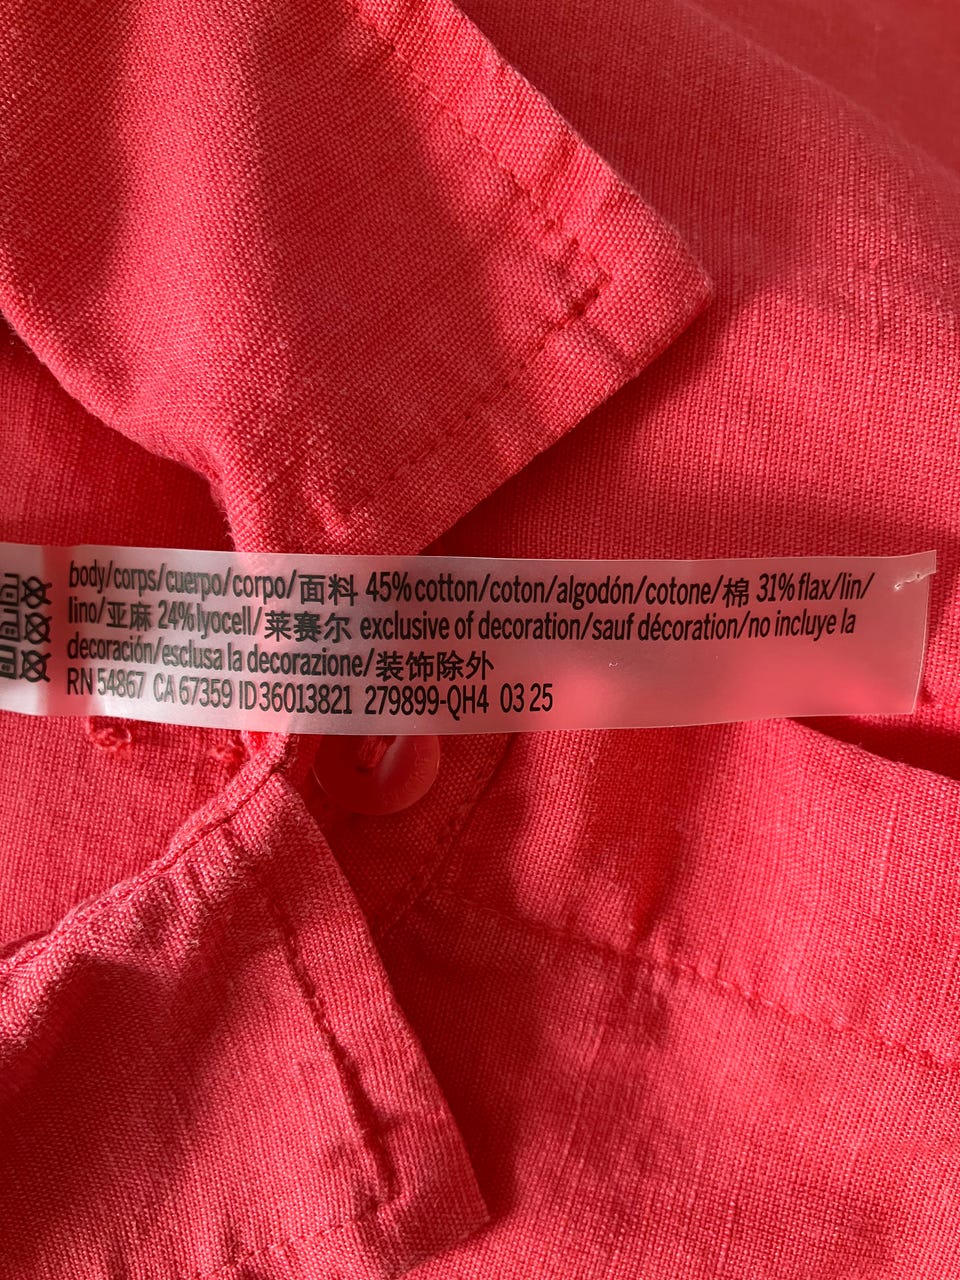 body/corps/cuerpo/corpo/面料 45%cotton/coton/algodón/cotone/棉 31%flax/lin/
lino/亚麻 24%lyocell/莱赛尔 exclusive of decoration/sauf décoration/no incluye la
decoración/esclusa la decorazione/装饰除外
RN 54867 CA 67359 ID36013821 279899-QH4 03 25